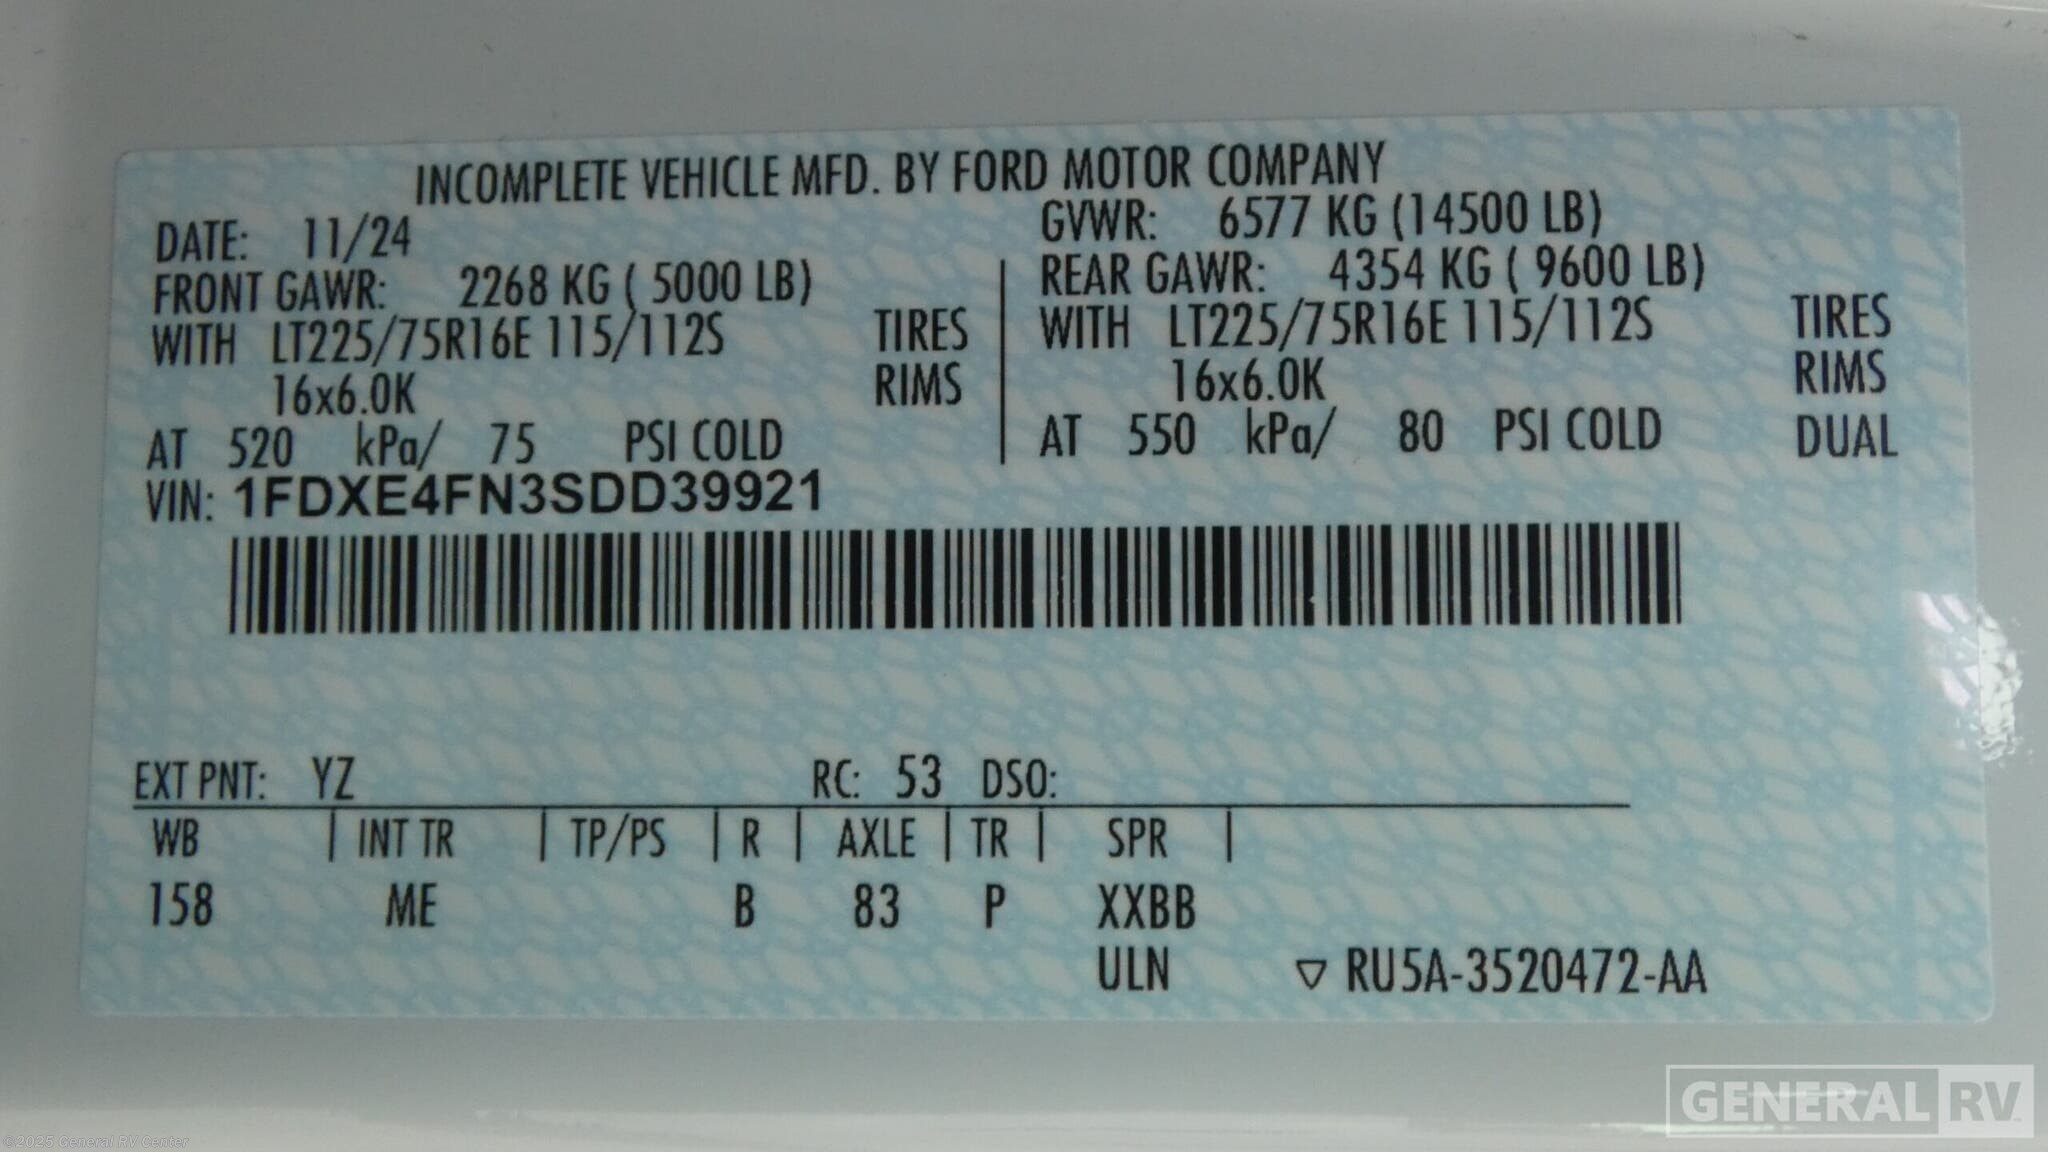 INCOMPLETE VEHICLE MFD. BY FORD MOTOR COMPANY
DATE: 11/24 GVWR: 6577 KG (14500 LB)
FRONT GAWR: 2268 KG ( 5000 LB) REAR GAWR: 4354 KG ( 9600 LB)
WITH LT225/75R16E 115/112S TIRES WITH LT225/75R16E 115/112S TIRES
16x6.0K RIMS 16x6.0K RIMS
AT 520 kPa/ 75 PSI COLD AT 550 kPa/ 80 PSI COLD DUAL
VIN: 1FDXE4FN3SDD39921
EXT PNT: YZ RC: 53 DSO:
WB | INT TR | TP/PS | R | AXLE | TR | SPR |
158 ME B 83 P XXBB
ULN ▽ RU5A-3520472-AA
GENERAL RV
©2025 General RV Center